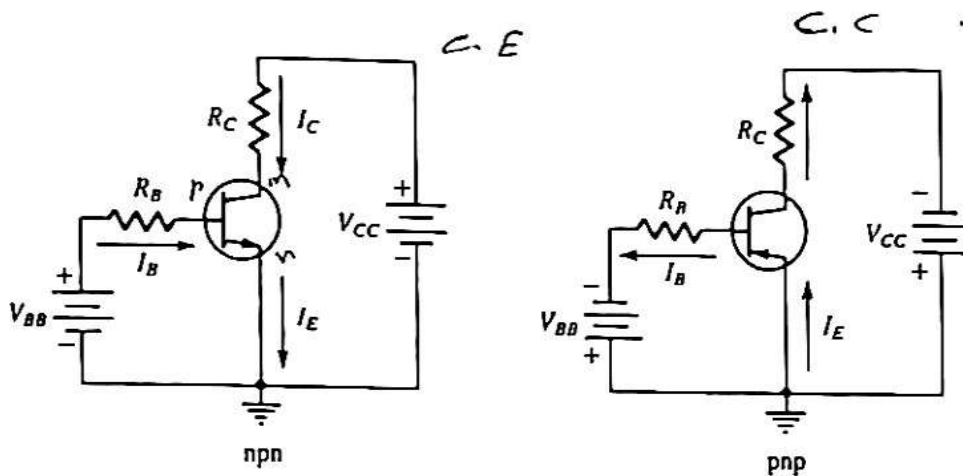 C. E
C. C
R_C
I_C
R_B
p
n
I_B
V_BB
+
-
n
I_E
V_CC
+
-
npn
R_C
R_B
I_B
V_BB
-
+
I_E
V_CC
-
+
pnp